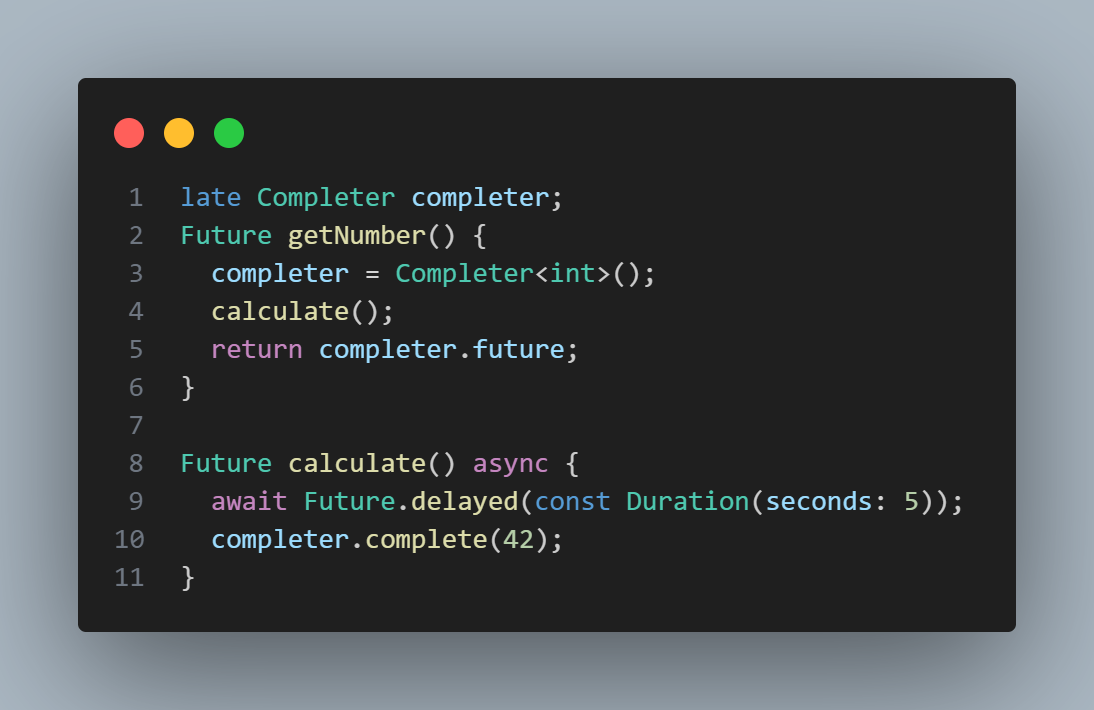 1 late Completer completer;
2 Future getNumber() {
3   completer = Completer<int>();
4   calculate();
5   return completer.future;
6 }
7
8 Future calculate() async {
9   await Future.delayed(const Duration(seconds: 5));
10   completer.complete(42);
11 }